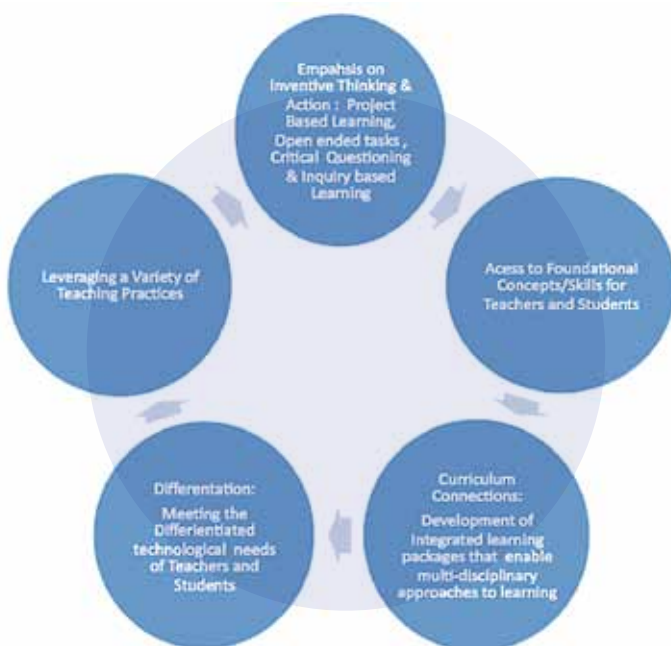 Empahsis on
Inventive Thinking &
Action : Project
Based Learning,
Open ended tasks ,
Critical Questioning
& Inquiry based
Learning
Acess to Foundational
Concepts/Skills for
Teachers and Students
Curriculum
Connections:
Development of
Integrated learning
packages that enable
multi-disciplinary
approaches to learning
Differentation:
Meeting the
Differientiated
technological needs
of Teachers and
Students
Leveraging a Variety of
Teaching Practices